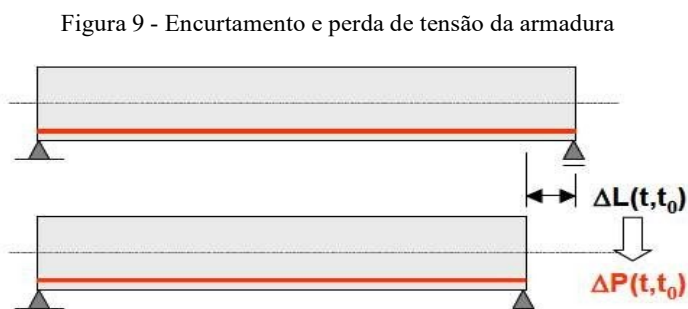 Figura 9 - Encurtamento e perda de tensão da armadura
ΔL(t,t₀)
ΔP(t,t₀)